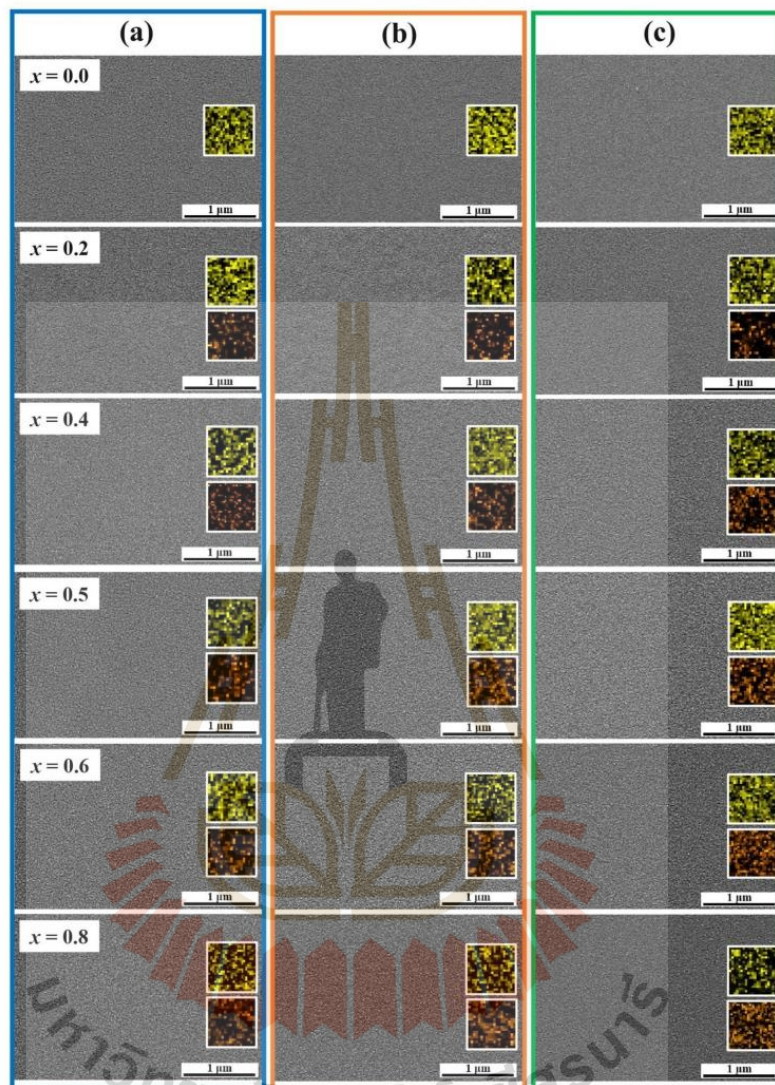 (a) (b) (c)
x = 0.0
1 µm 1 µm 1 µm
x = 0.2
1 µm 1 µm 1 µm
x = 0.4
1 µm 1 µm 1 µm
x = 0.5
1 µm 1 µm 1 µm
x = 0.6
1 µm 1 µm 1 µm
x = 0.8
1 µm 1 µm 1 µm